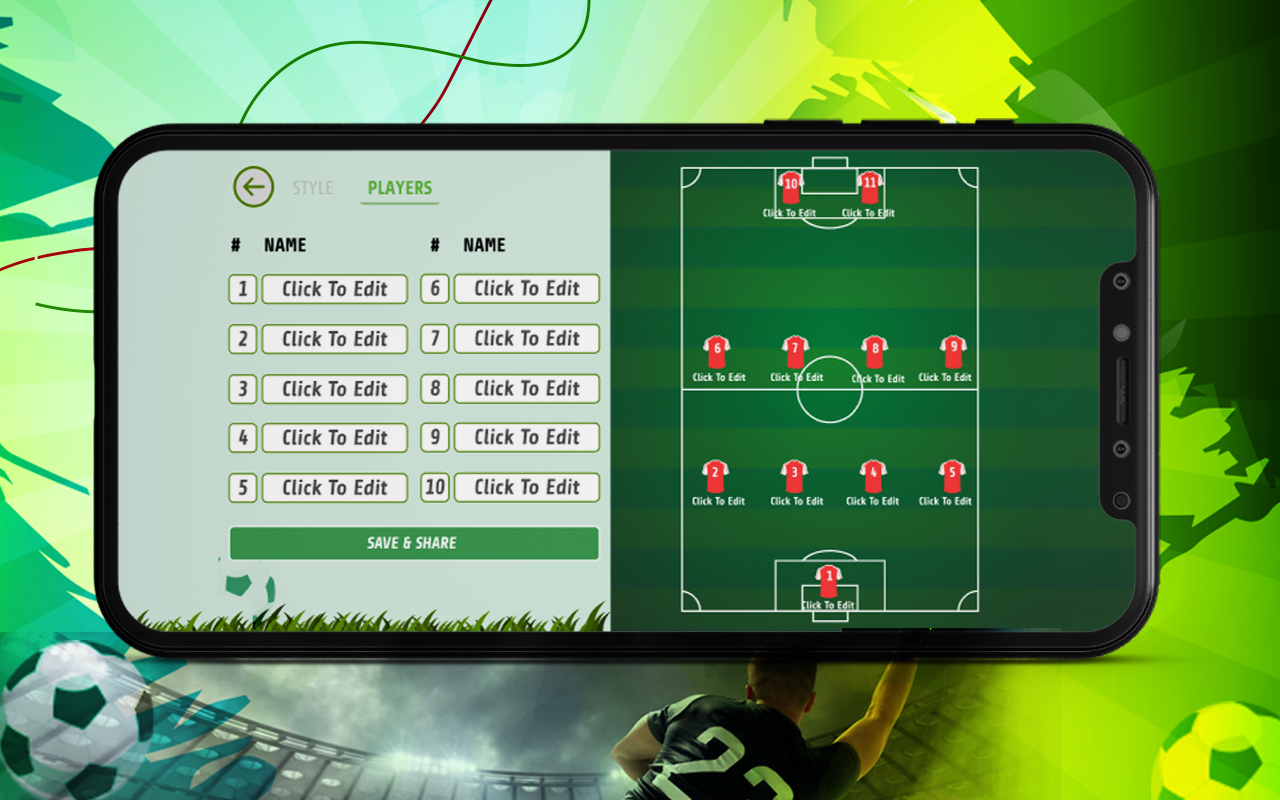 STYLE PLAYERS
# NAME # NAME
1 Click To Edit 6 Click To Edit
2 Click To Edit 7 Click To Edit
3 Click To Edit 8 Click To Edit
4 Click To Edit 9 Click To Edit
5 Click To Edit 10 Click To Edit
SAVE & SHARE
10 11
Click To Edit Click To Edit
6 7 8 9
Click To Edit Click To Edit Click To Edit Click To Edit
2 3 4 5
Click To Edit Click To Edit Click To Edit Click To Edit
1
Click To Edit
23